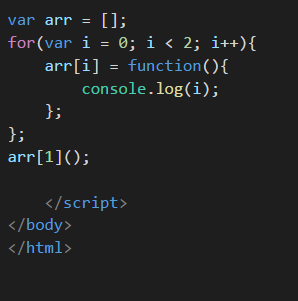 var arr = [];
for(var i = 0; i < 2; i++){
    arr[i] = function(){
        console.log(i);
    };
};
arr[1]();
    </script>
</body>
</html>